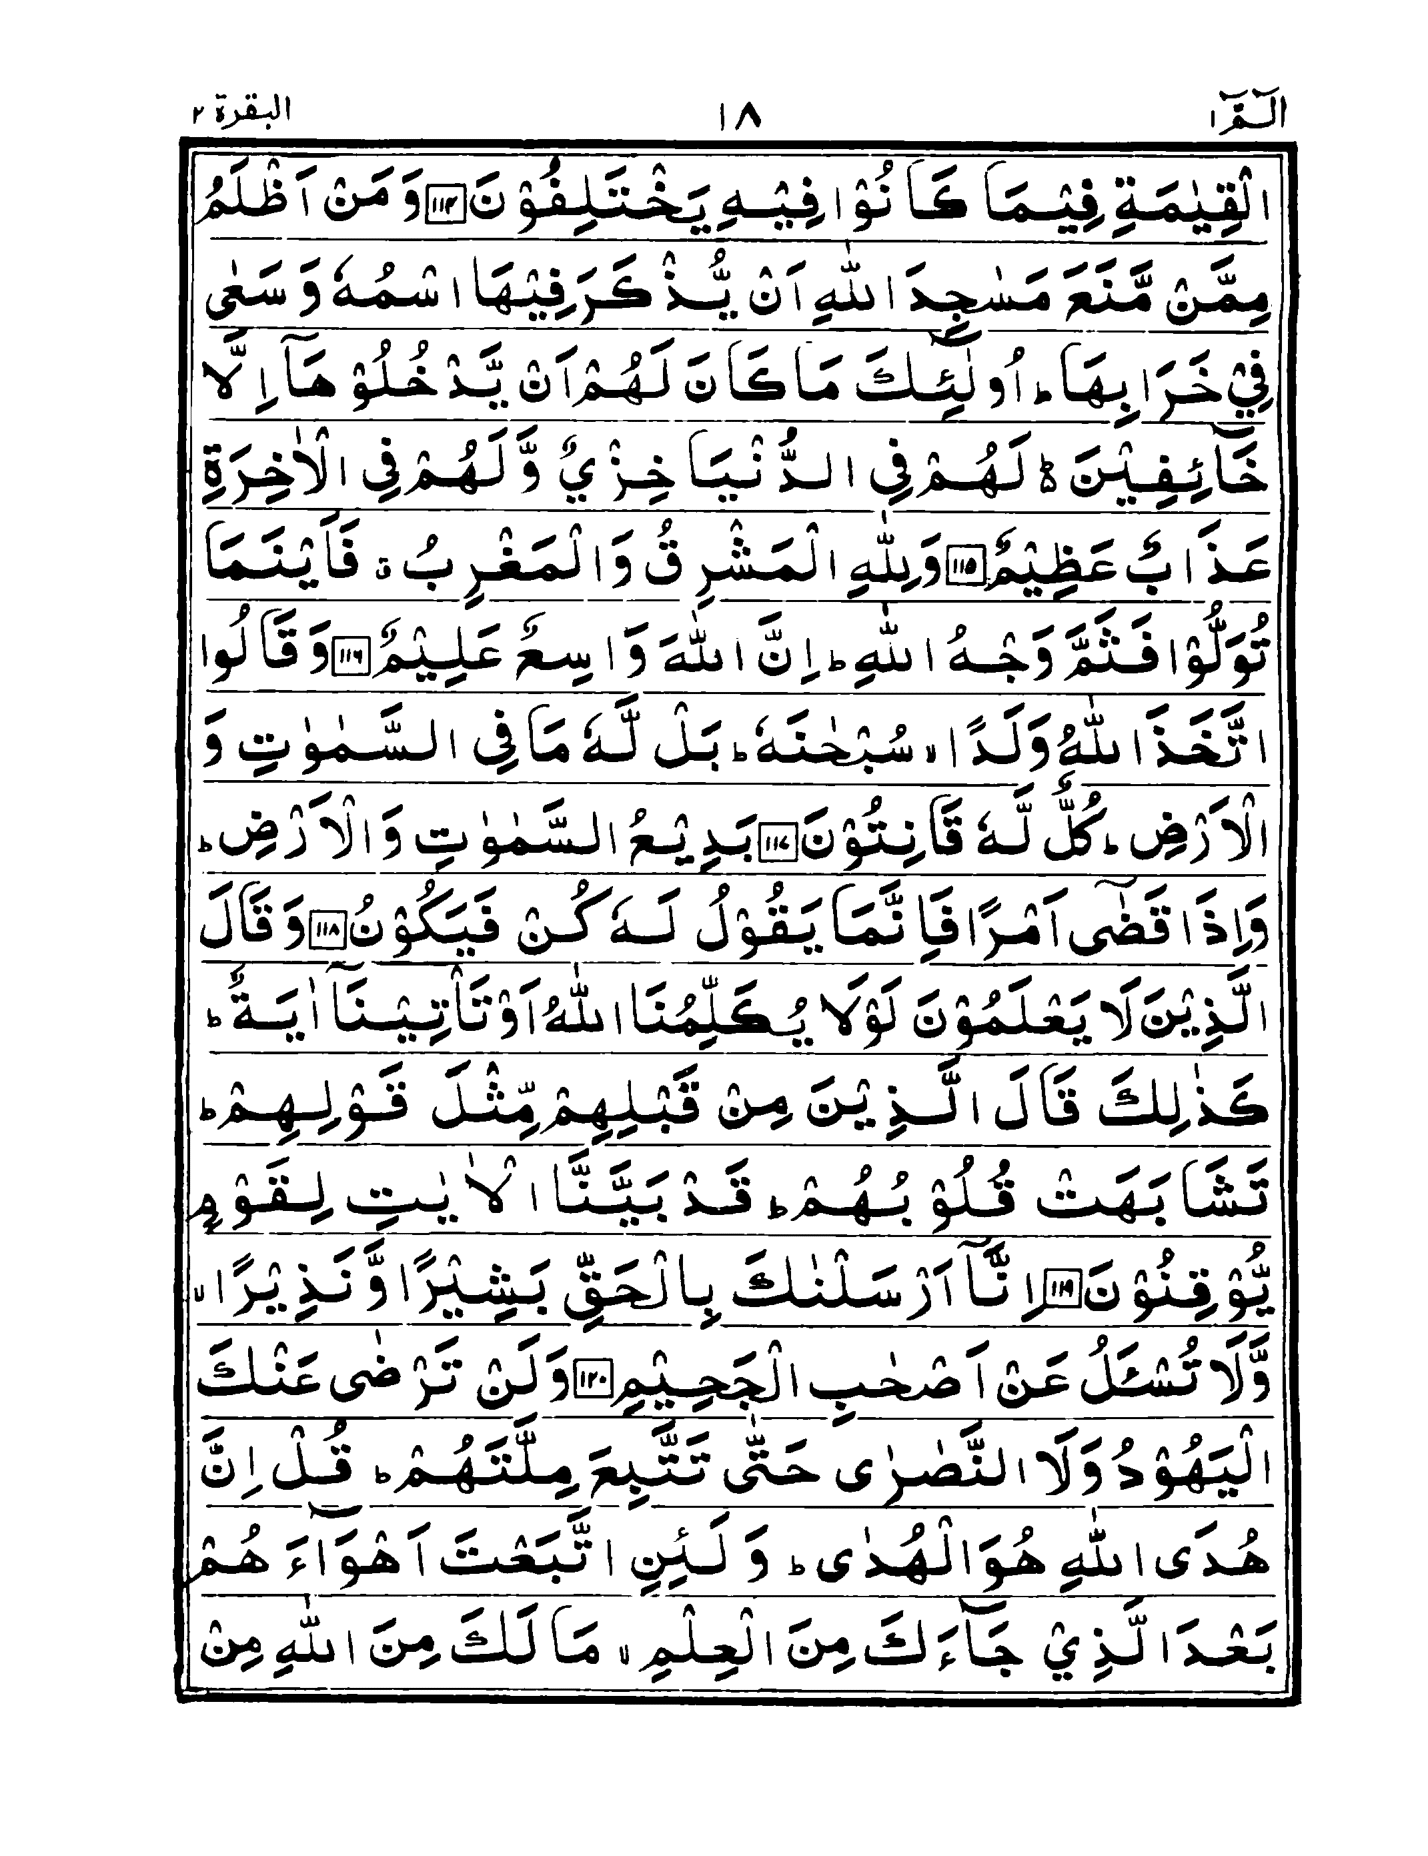 الٓمّٓ ١ ١٨ البقرة ٢
الْقِيٰمَةِ فِيْمَا كَانُوْا فِيْهِ يَخْتَلِفُوْنَ ١١٤ وَمَنْ اَظْلَمُ
مِمَّنْ مَّنَعَ مَسٰجِدَ اللّٰهِ اَنْ يُّذْكَرَ فِيْهَا اسْمُهٗ وَسَعٰى
فِيْ خَرَابِهَا ؕ اُولٰٓئِكَ مَا كَانَ لَهُمْ اَنْ يَّدْخُلُوْهَآ اِلَّا
خَآئِفِيْنَ ؕ۬ لَهُمْ فِى الدُّنْيَا خِزْيٌ وَّلَهُمْ فِى الْاٰخِرَةِ
عَذَابٌ عَظِيْمٌ ١١٥ وَلِلّٰهِ الْمَشْرِقُ وَالْمَغْرِبُ ۗ فَاَيْنَمَا
تُوَلُّوْا فَثَمَّ وَجْهُ اللّٰهِ ؕ اِنَّ اللّٰهَ وَاسِعٌ عَلِيْمٌ ١١٦ وَقَالُوا
اتَّخَذَ اللّٰهُ وَلَدًا ۙ سُبْحٰنَهٗ ؕ بَلْ لَّهٗ مَا فِى السَّمٰوٰتِ وَ
الْاَرْضِ ؕ كُلٌّ لَّهٗ قَانِتُوْنَ ١١٧ بَدِيْعُ السَّمٰوٰتِ وَالْاَرْضِ ؕ
وَاِذَا قَضٰٓى اَمْرًا فَاِنَّمَا يَقُوْلُ لَهٗ كُنْ فَيَكُوْنُ ١١٨ وَقَالَ
الَّذِيْنَ لَا يَعْلَمُوْنَ لَوْلَا يُكَلِّمُنَا اللّٰهُ اَوْ تَاْتِيْنَآ اٰيَةٌ ؕ
كَذٰلِكَ قَالَ الَّذِيْنَ مِنْ قَبْلِهِمْ مِّثْلَ قَوْلِهِمْ ؕ
تَشَابَهَتْ قُلُوْبُهُمْ ؕ قَدْ بَيَّنَّا الْاٰيٰتِ لِقَوْمٍ
يُّوْقِنُوْنَ ١١٩ اِنَّآ اَرْسَلْنٰكَ بِالْحَقِّ بَشِيْرًا وَّنَذِيْرًا ۙ
وَّلَا تُسْئَلُ عَنْ اَصْحٰبِ الْجَحِيْمِ ١٢٠ وَلَنْ تَرْضٰى عَنْكَ
الْيَهُوْدُ وَلَا النَّصٰرٰى حَتّٰى تَتَّبِعَ مِلَّتَهُمْ ؕ قُلْ اِنَّ
هُدَى اللّٰهِ هُوَ الْهُدٰى ؕ وَلَئِنِ اتَّبَعْتَ اَهْوَآءَهُمْ
بَعْدَ الَّذِيْ جَآءَكَ مِنَ الْعِلْمِ ۙ مَا لَكَ مِنَ اللّٰهِ مِنْ